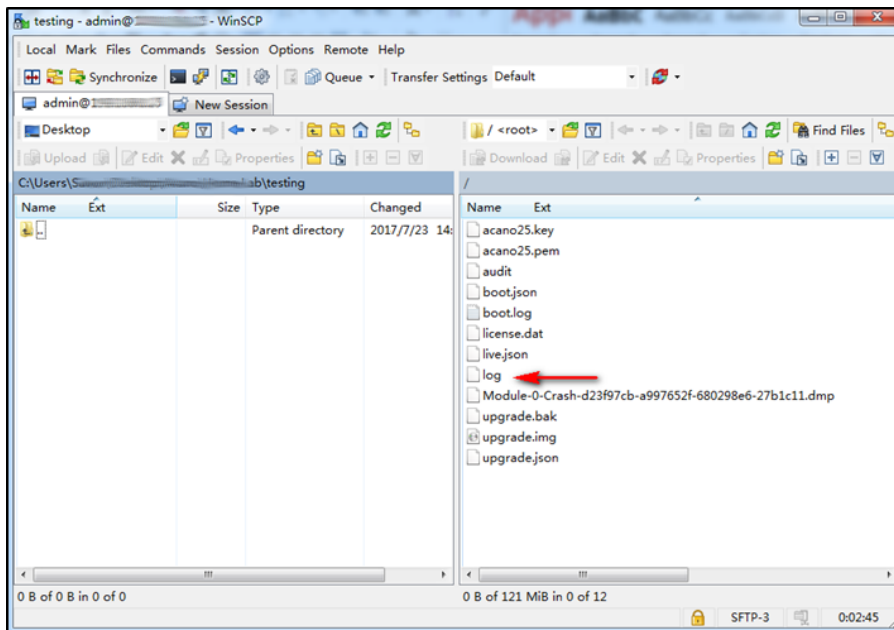 testing - admin@ - WinSCP
Local Mark Files Commands Session Options Remote Help
Synchronize Queue Transfer Settings Default
admin@ New Session
Desktop / <root> Find Files
Upload Edit Properties Download Edit Properties
C:\Users\S ab\testing /
Name Ext Size Type Changed Name Ext
.. Parent directory 2017/7/23 14: acano25.key
acano25.pem
audit
boot.json
boot.log
license.dat
live.json
log
Module-0-Crash-d23f97cb-a997652f-680298e6-27b1c11.dmp
upgrade.bak
upgrade.img
upgrade.json
0 B of 0 B in 0 of 0 0 B of 121 MiB in 0 of 12
SFTP-3 0:02:45